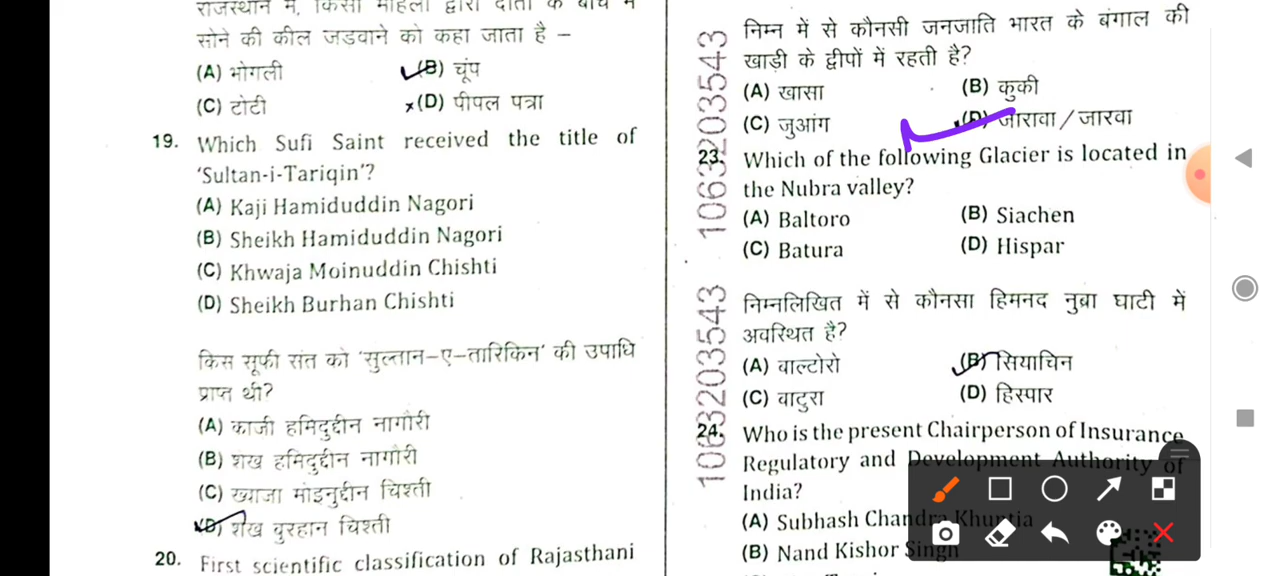 राजस्थान में, किसी महिला द्वारा दाँतों के बीच में
सोने की कील जडवाने को कहा जाता है –
(A) भोगली
(B) चूंप
(C) टोटी
(D) पीपल पत्रा
19. Which Sufi Saint received the title of
'Sultan-i-Tariqin'?
(A) Kaji Hamiduddin Nagori
(B) Sheikh Hamiduddin Nagori
(C) Khwaja Moinuddin Chishti
(D) Sheikh Burhan Chishti
किस सूफी संत को 'सुल्तान-ए-तारिकिन' की उपाधि
प्राप्त थी?
(A) काजी हमिदुद्दीन नागौरी
(B) शेख हमिदुद्दीन नागौरी
(C) ख्वाजा मोइनुद्दीन चिश्ती
(D) शेख बुरहान चिश्ती
20. First scientific classification of Rajasthani
1063203543
1063203543
निम्न में से कौनसी जनजाति भारत के बंगाल की
खाड़ी के द्वीपों में रहती है?
(A) खासा
(B) कुकी
(C) जुआंग
(D) जारावा / जारवा
23. Which of the following Glacier is located in
the Nubra valley?
(A) Baltoro
(B) Siachen
(C) Batura
(D) Hispar
निम्नलिखित में से कौनसा हिमनद नुब्रा घाटी में
अवस्थित है?
(A) बाल्टोरो
(B) सियाचिन
(C) वाटुरा
(D) हिस्पार
24. Who is the present Chairperson of Insurance
Regulatory and Development Authority of
India?
(A) Subhash Chandra Khuntia
(B) Nand Kishor Singh